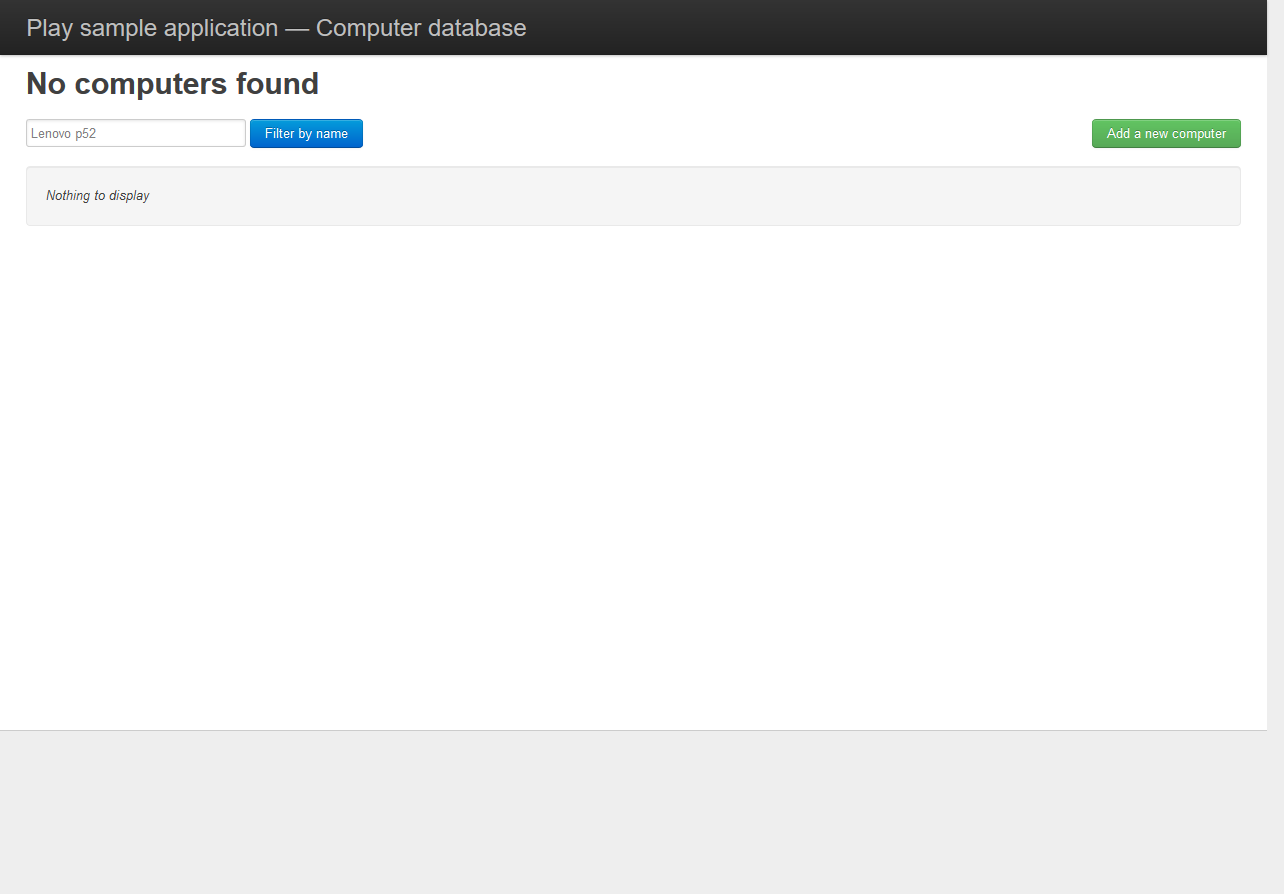 Play sample application — Computer database
No computers found
Lenovo p52 Filter by name Add a new computer
Nothing to display